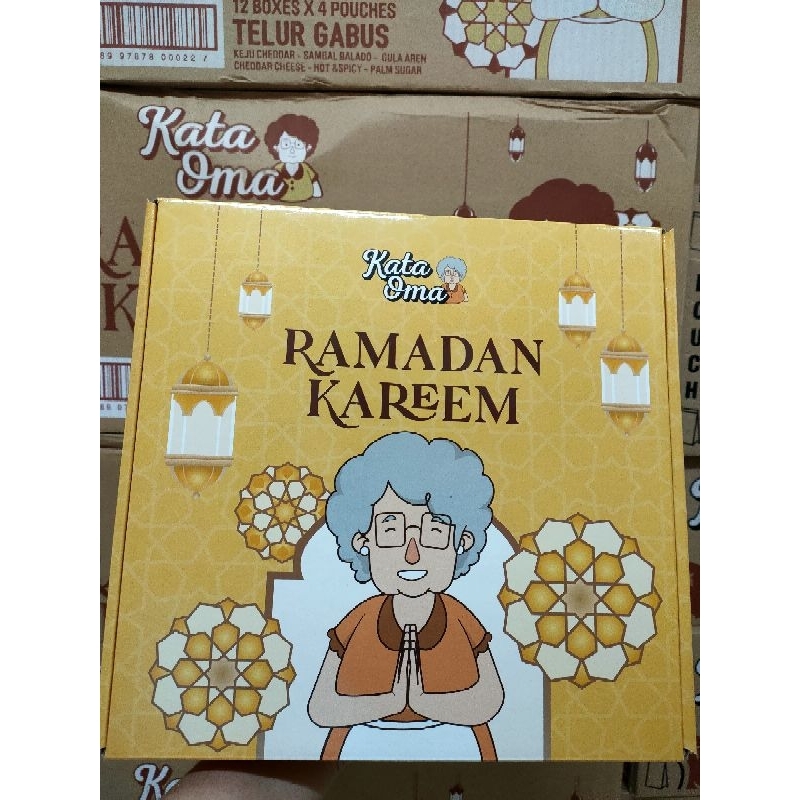 12 BOXES X 4 POUCHES
TELUR GABUS
KEJU CHEDDAR - SAMBAL BALADO - GULA AREN
CHEDDAR CHEESE - HOT & SPICY - PALM SUGAR
Kata
Oma
Kata
Oma
RAMADAN
KAREEM